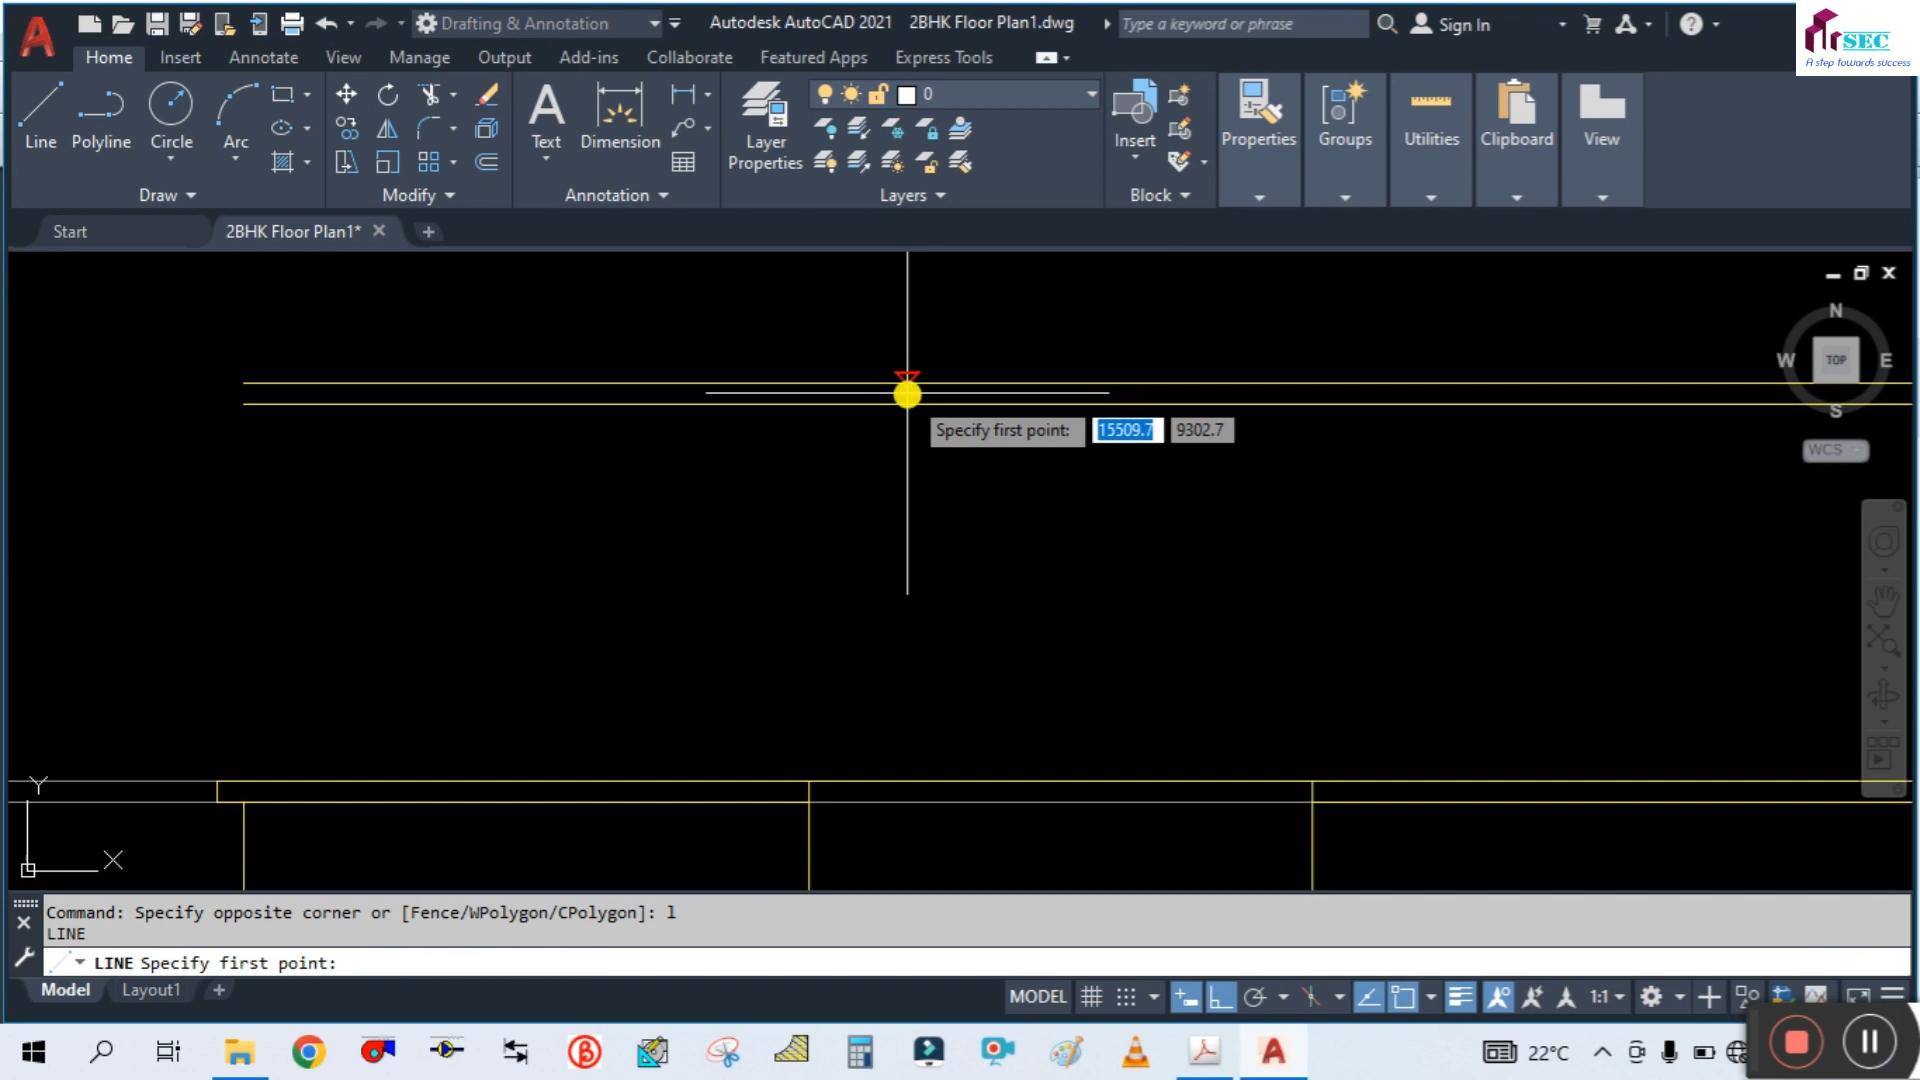 Drafting & Annotation
Autodesk AutoCAD 2021 2BHK Floor Plan1.dwg
Type a keyword or phrase
Sign In
SEC
A step towards success
Home Insert Annotate View Manage Output Add-ins Collaborate Featured Apps Express Tools
0
Line Polyline Circle Arc
Text Dimension
Layer Properties
Insert
Properties Groups Utilities Clipboard View
Draw Modify Annotation Layers Block
Start
2BHK Floor Plan1*
N
W TOP E
S
WCS
Specify first point: 15509.7 9302.7
Y
X
Command: Specify opposite corner or [Fence/WPolygon/CPolygon]: l
LINE
LINE Specify first point:
Model Layout1
MODEL 1:1
22°C